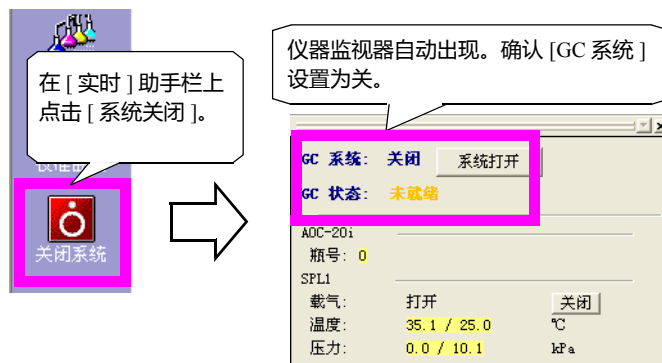 在 [ 实时 ] 助手栏上
点击 [ 系统关闭 ]。
关闭系统
仪器监视器自动出现。确认 [GC 系统 ]
设置为关。
GC 系统: 关闭 系统打开
GC 状态: 未就绪
AOC-20i
瓶号: 0
SPL1
载气: 打开 关闭
温度: 35.1 / 25.0 ℃
压力: 0.0 / 10.1 kPa